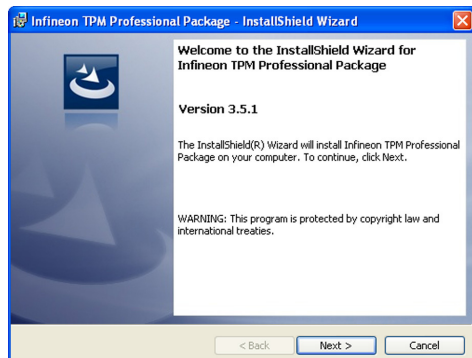 Infineon TPM Professional Package - InstallShield Wizard
Welcome to the InstallShield Wizard for
Infineon TPM Professional Package
Version 3.5.1
The InstallShield(R) Wizard will install Infineon TPM Professional
Package on your computer. To continue, click Next.
WARNING: This program is protected by copyright law and
international treaties.
< Back
Next >
Cancel